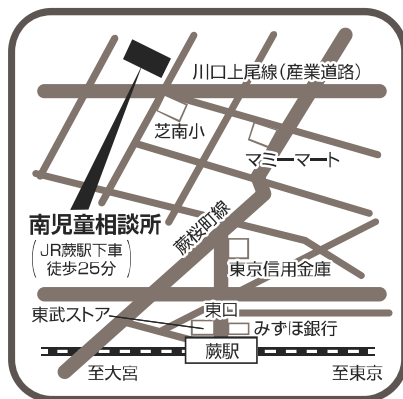 川口上尾線(産業道路)
芝南小
マミーマート
南児童相談所
(JR蕨駅下車
徒歩25分)
蕨桜町線
東京信用金庫
東口
東武ストア
みずほ銀行
蕨駅
至大宮
至東京